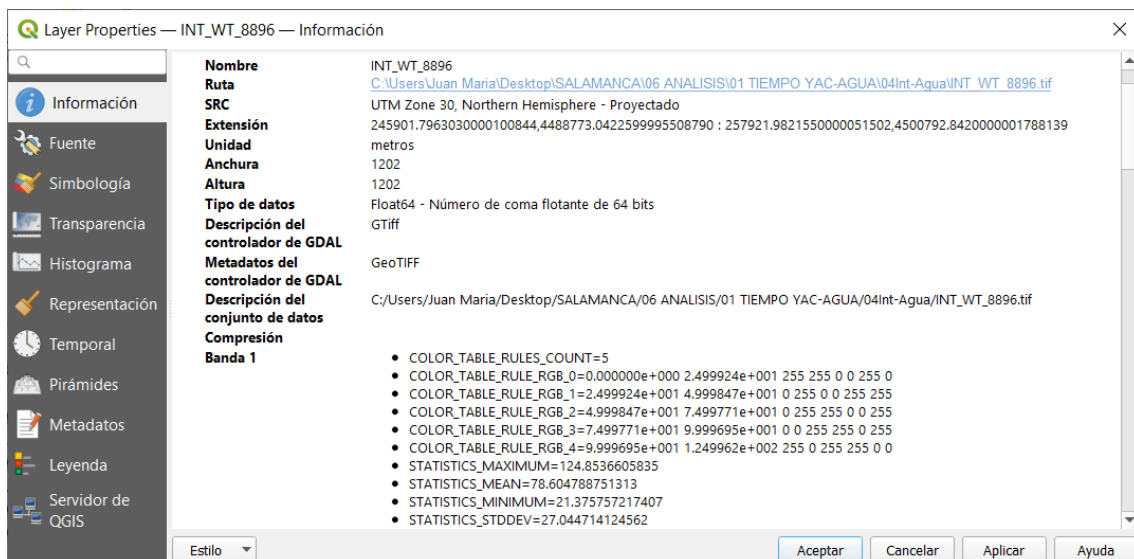 Layer Properties — INT_WT_8896 — Información
Información
Fuente
Simbología
Transparencia
Histograma
Representación
Temporal
Pirámides
Metadatos
Leyenda
Servidor de
QGIS
Nombre INT_WT_8896
Ruta C:\Users\Juan Maria\Desktop\SALAMANCA\06 ANALISIS\01 TIEMPO YAC-AGUA\04Int-Agua\INT_WT_8896.tif
SRC UTM Zone 30, Northern Hemisphere - Proyectado
Extensión 245901.7963030000100844,4488773.0422599995508790 : 257921.9821550000051502,4500792.8420000001788139
Unidad metros
Anchura 1202
Altura 1202
Tipo de datos Float64 - Número de coma flotante de 64 bits
Descripción del GTiff
controlador de GDAL
Metadatos del GeoTIFF
controlador de GDAL
Descripción del C:/Users/Juan Maria/Desktop/SALAMANCA/06 ANALISIS/01 TIEMPO YAC-AGUA/04Int-Agua/INT_WT_8896.tif
conjunto de datos
Compresión
Banda 1 • COLOR_TABLE_RULES_COUNT=5
• COLOR_TABLE_RULE_RGB_0=0.000000e+000 2.499924e+001 255 255 0 0 255 0
• COLOR_TABLE_RULE_RGB_1=2.499924e+001 4.999847e+001 0 255 0 0 255 255
• COLOR_TABLE_RULE_RGB_2=4.999847e+001 7.499771e+001 0 255 255 0 0 255
• COLOR_TABLE_RULE_RGB_3=7.499771e+001 9.999695e+001 0 0 255 255 0 255
• COLOR_TABLE_RULE_RGB_4=9.999695e+001 1.249962e+002 255 0 255 255 0 0
• STATISTICS_MAXIMUM=124.8536605835
• STATISTICS_MEAN=78.604788751313
• STATISTICS_MINIMUM=21.375757217407
• STATISTICS_STDDEV=27.044714124562
Estilo Aceptar Cancelar Aplicar Ayuda